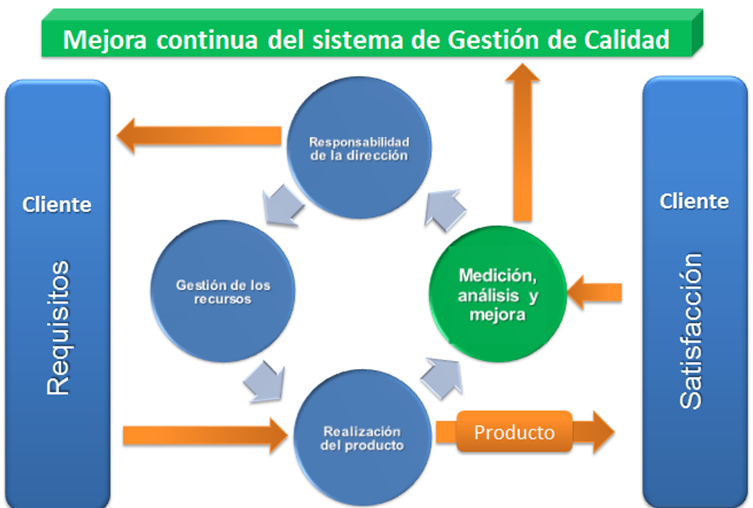 Mejora continua del sistema de Gestión de Calidad
Cliente
Requisitos
Responsabilidad
de la dirección
Gestión de los
recursos
Medición,
análisis y
mejora
Realización
del producto
Producto
Cliente
Satisfacción